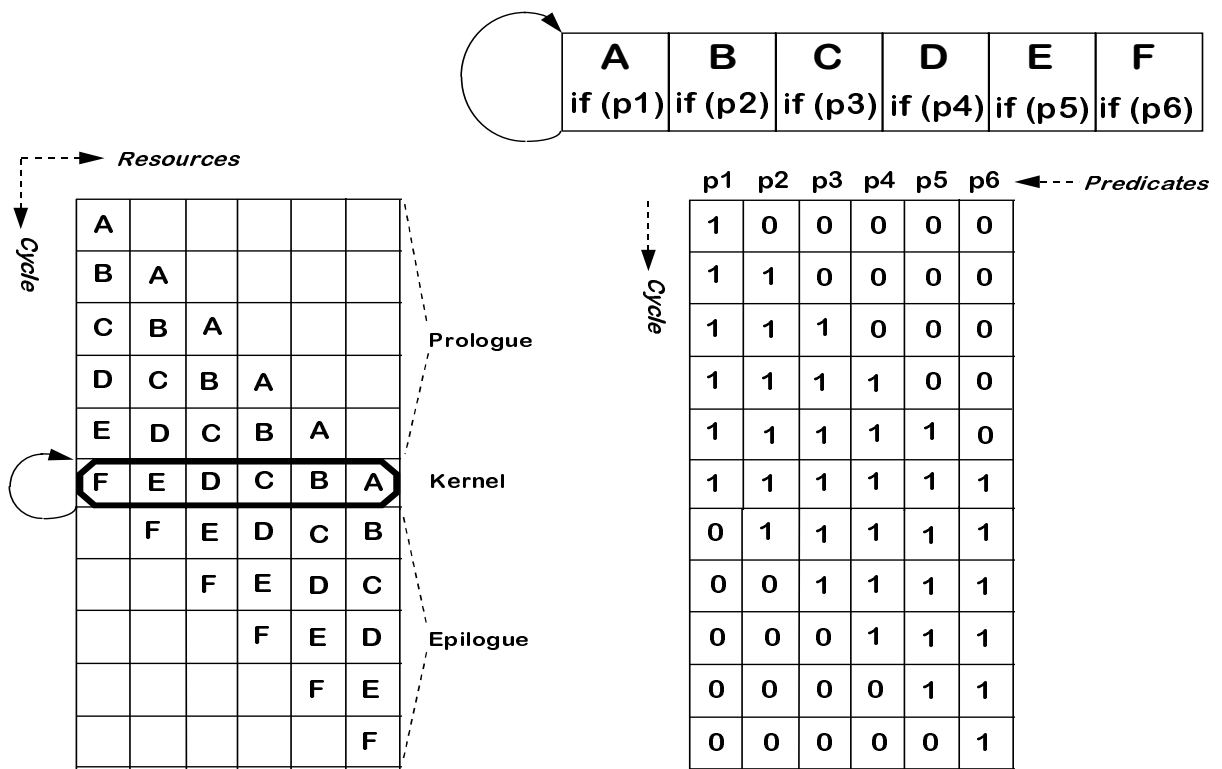 A B C D E F
if (p1) if (p2) if (p3) if (p4) if (p5) if (p6)
Resources
Cycle
A
B A
C B A
D C B A
E D C B A
F E D C B A
F E D C B
F E D C
F E D
F E
F
Prologue
Kernel
Epilogue
p1 p2 p3 p4 p5 p6
Predicates
Cycle
1 0 0 0 0 0
1 1 0 0 0 0
1 1 1 0 0 0
1 1 1 1 0 0
1 1 1 1 1 0
1 1 1 1 1 1
0 1 1 1 1 1
0 0 1 1 1 1
0 0 0 1 1 1
0 0 0 0 1 1
0 0 0 0 0 1